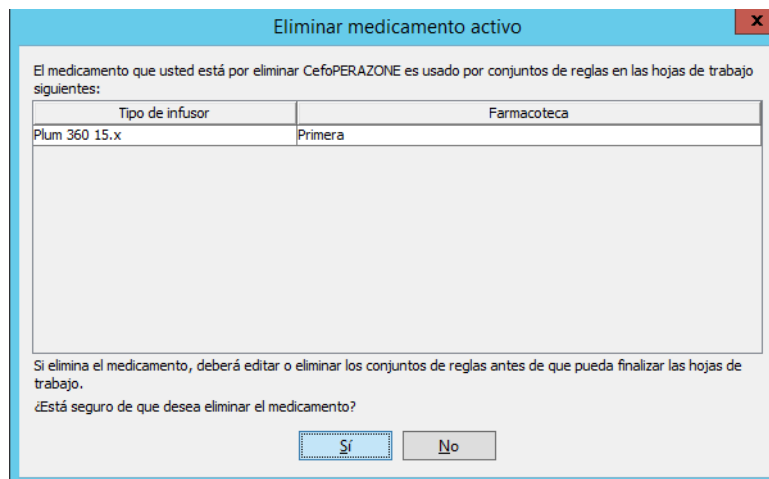 Eliminar medicamento activo
x
El medicamento que usted está por eliminar CefoPERAZONE es usado por conjuntos de reglas en las hojas de trabajo
siguientes:
Tipo de infusor Farmacoteca
Plum 360 15.x Primera
Si elimina el medicamento, deberá editar o eliminar los conjuntos de reglas antes de que pueda finalizar las hojas de
trabajo.
¿Está seguro de que desea eliminar el medicamento?
Sí No